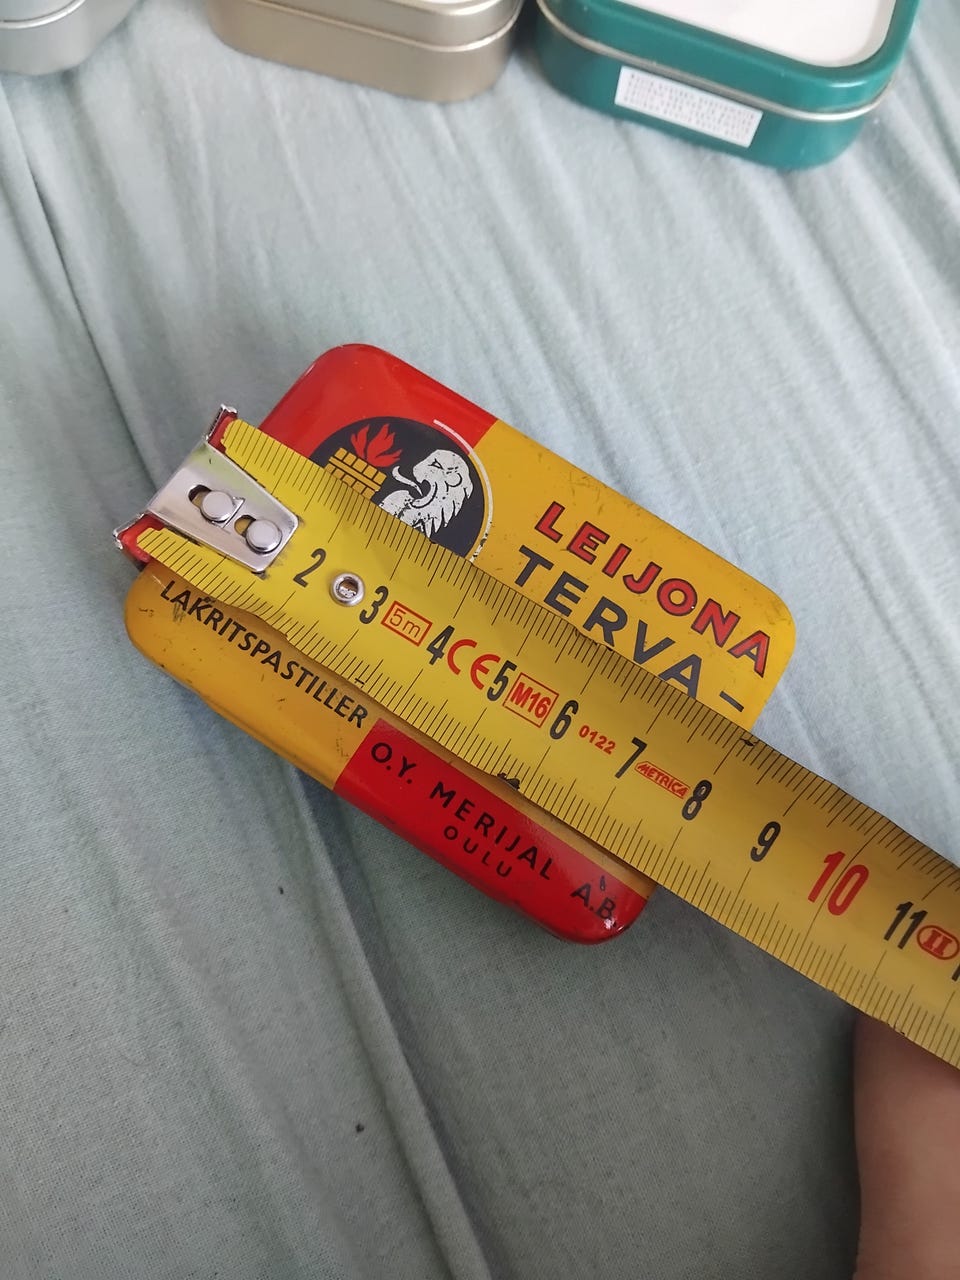 LEIJONA
TERVA-
2 3 5m 4 CE 5 M16 6 0122 7 METRICA 8 9 10 11 II
LAKRITSPASTILLER
O.Y. MERIJAL A.B.
OULU